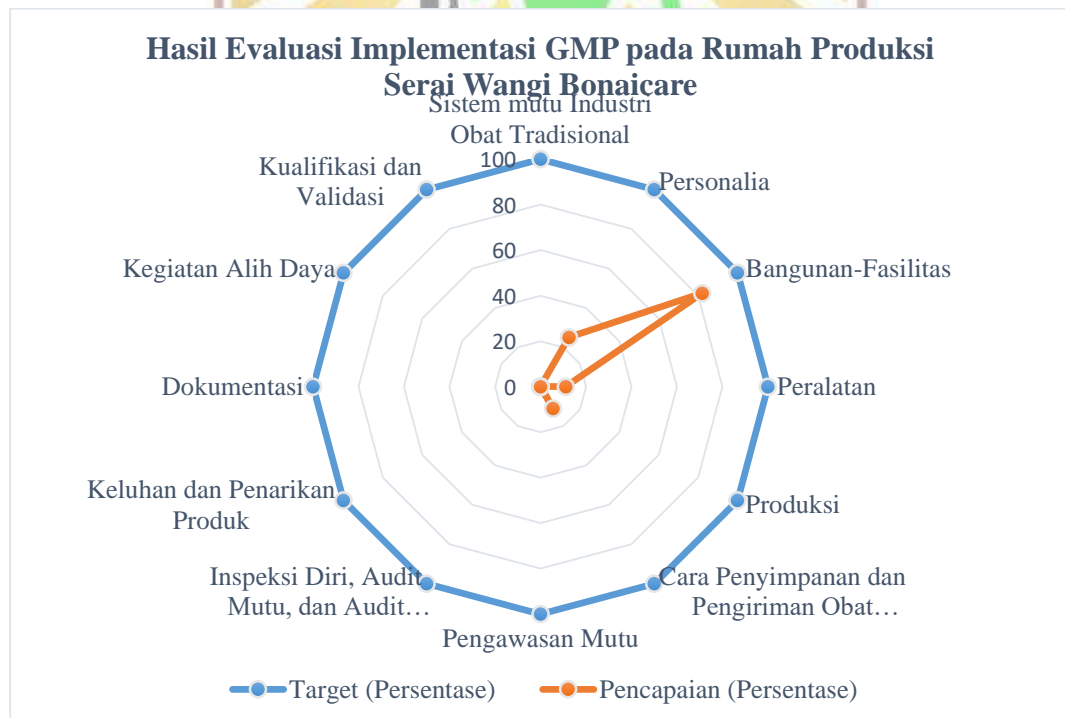 Hasil Evaluasi Implementasi GMP pada Rumah Produksi
Serai Wangi Bonaicare
Sistem mutu Industri
Obat Tradisional
Personalia
Bangunan-Fasilitas
Peralatan
Produksi
Cara Penyimpanan dan
Pengiriman Obat…
Pengawasan Mutu
Inspeksi Diri, Audit
Mutu, dan Audit…
Keluhan dan Penarikan
Produk
Dokumentasi
Kegiatan Alih Daya
Kualifikasi dan
Validasi
100
80
60
40
20
0
Target (Persentase)
Pencapaian (Persentase)